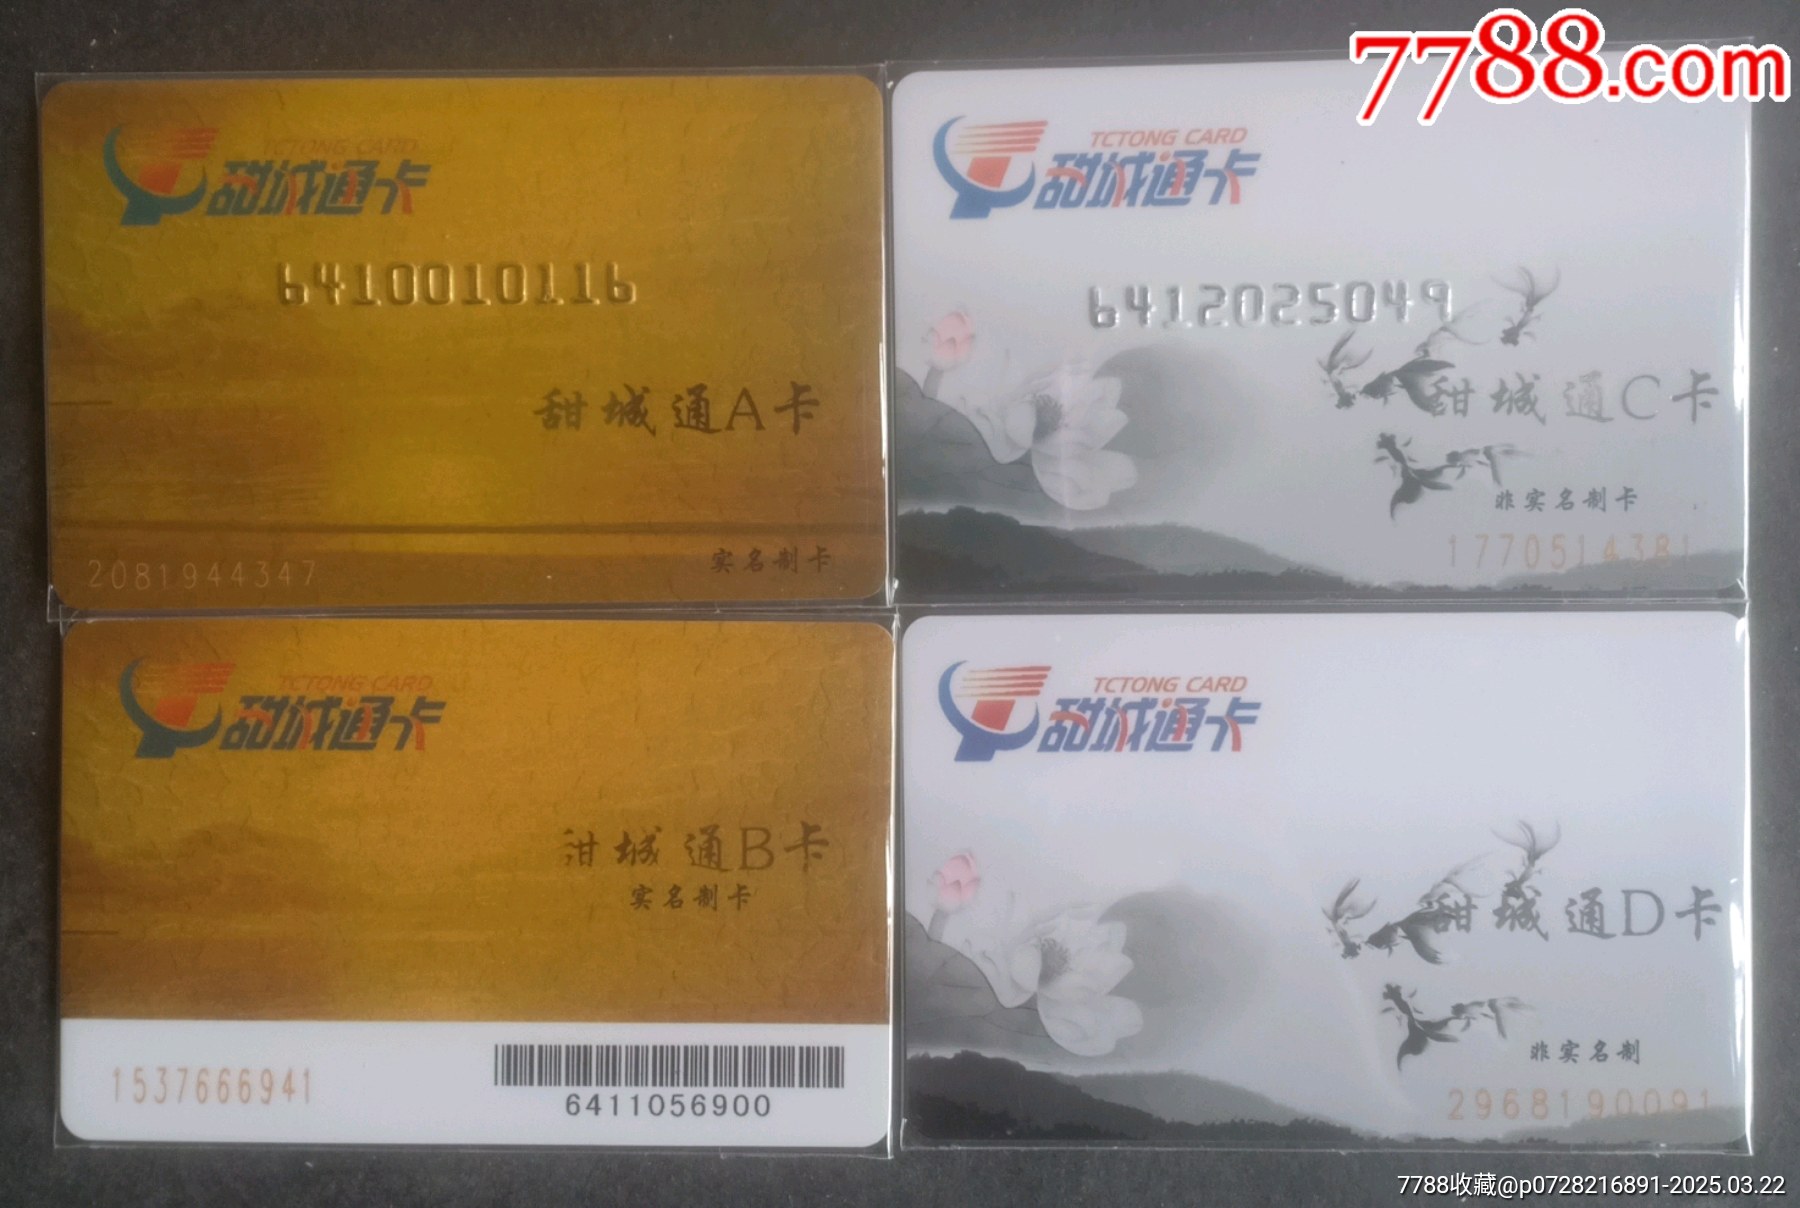 7788.com
TCTONG CARD
甜城通卡
6410010116
甜城通A卡
实名制卡
2081944347
TCTONG CARD
甜城通卡
6412025049
甜城通C卡
非实名制卡
1770514381
TCTONG CARD
甜城通卡
甜城通B卡
实名制卡
1537666941
6411056900
TCTONG CARD
甜城通卡
甜城通D卡
非实名制
2968190091
7788收藏@p0728216891-2025.03.22